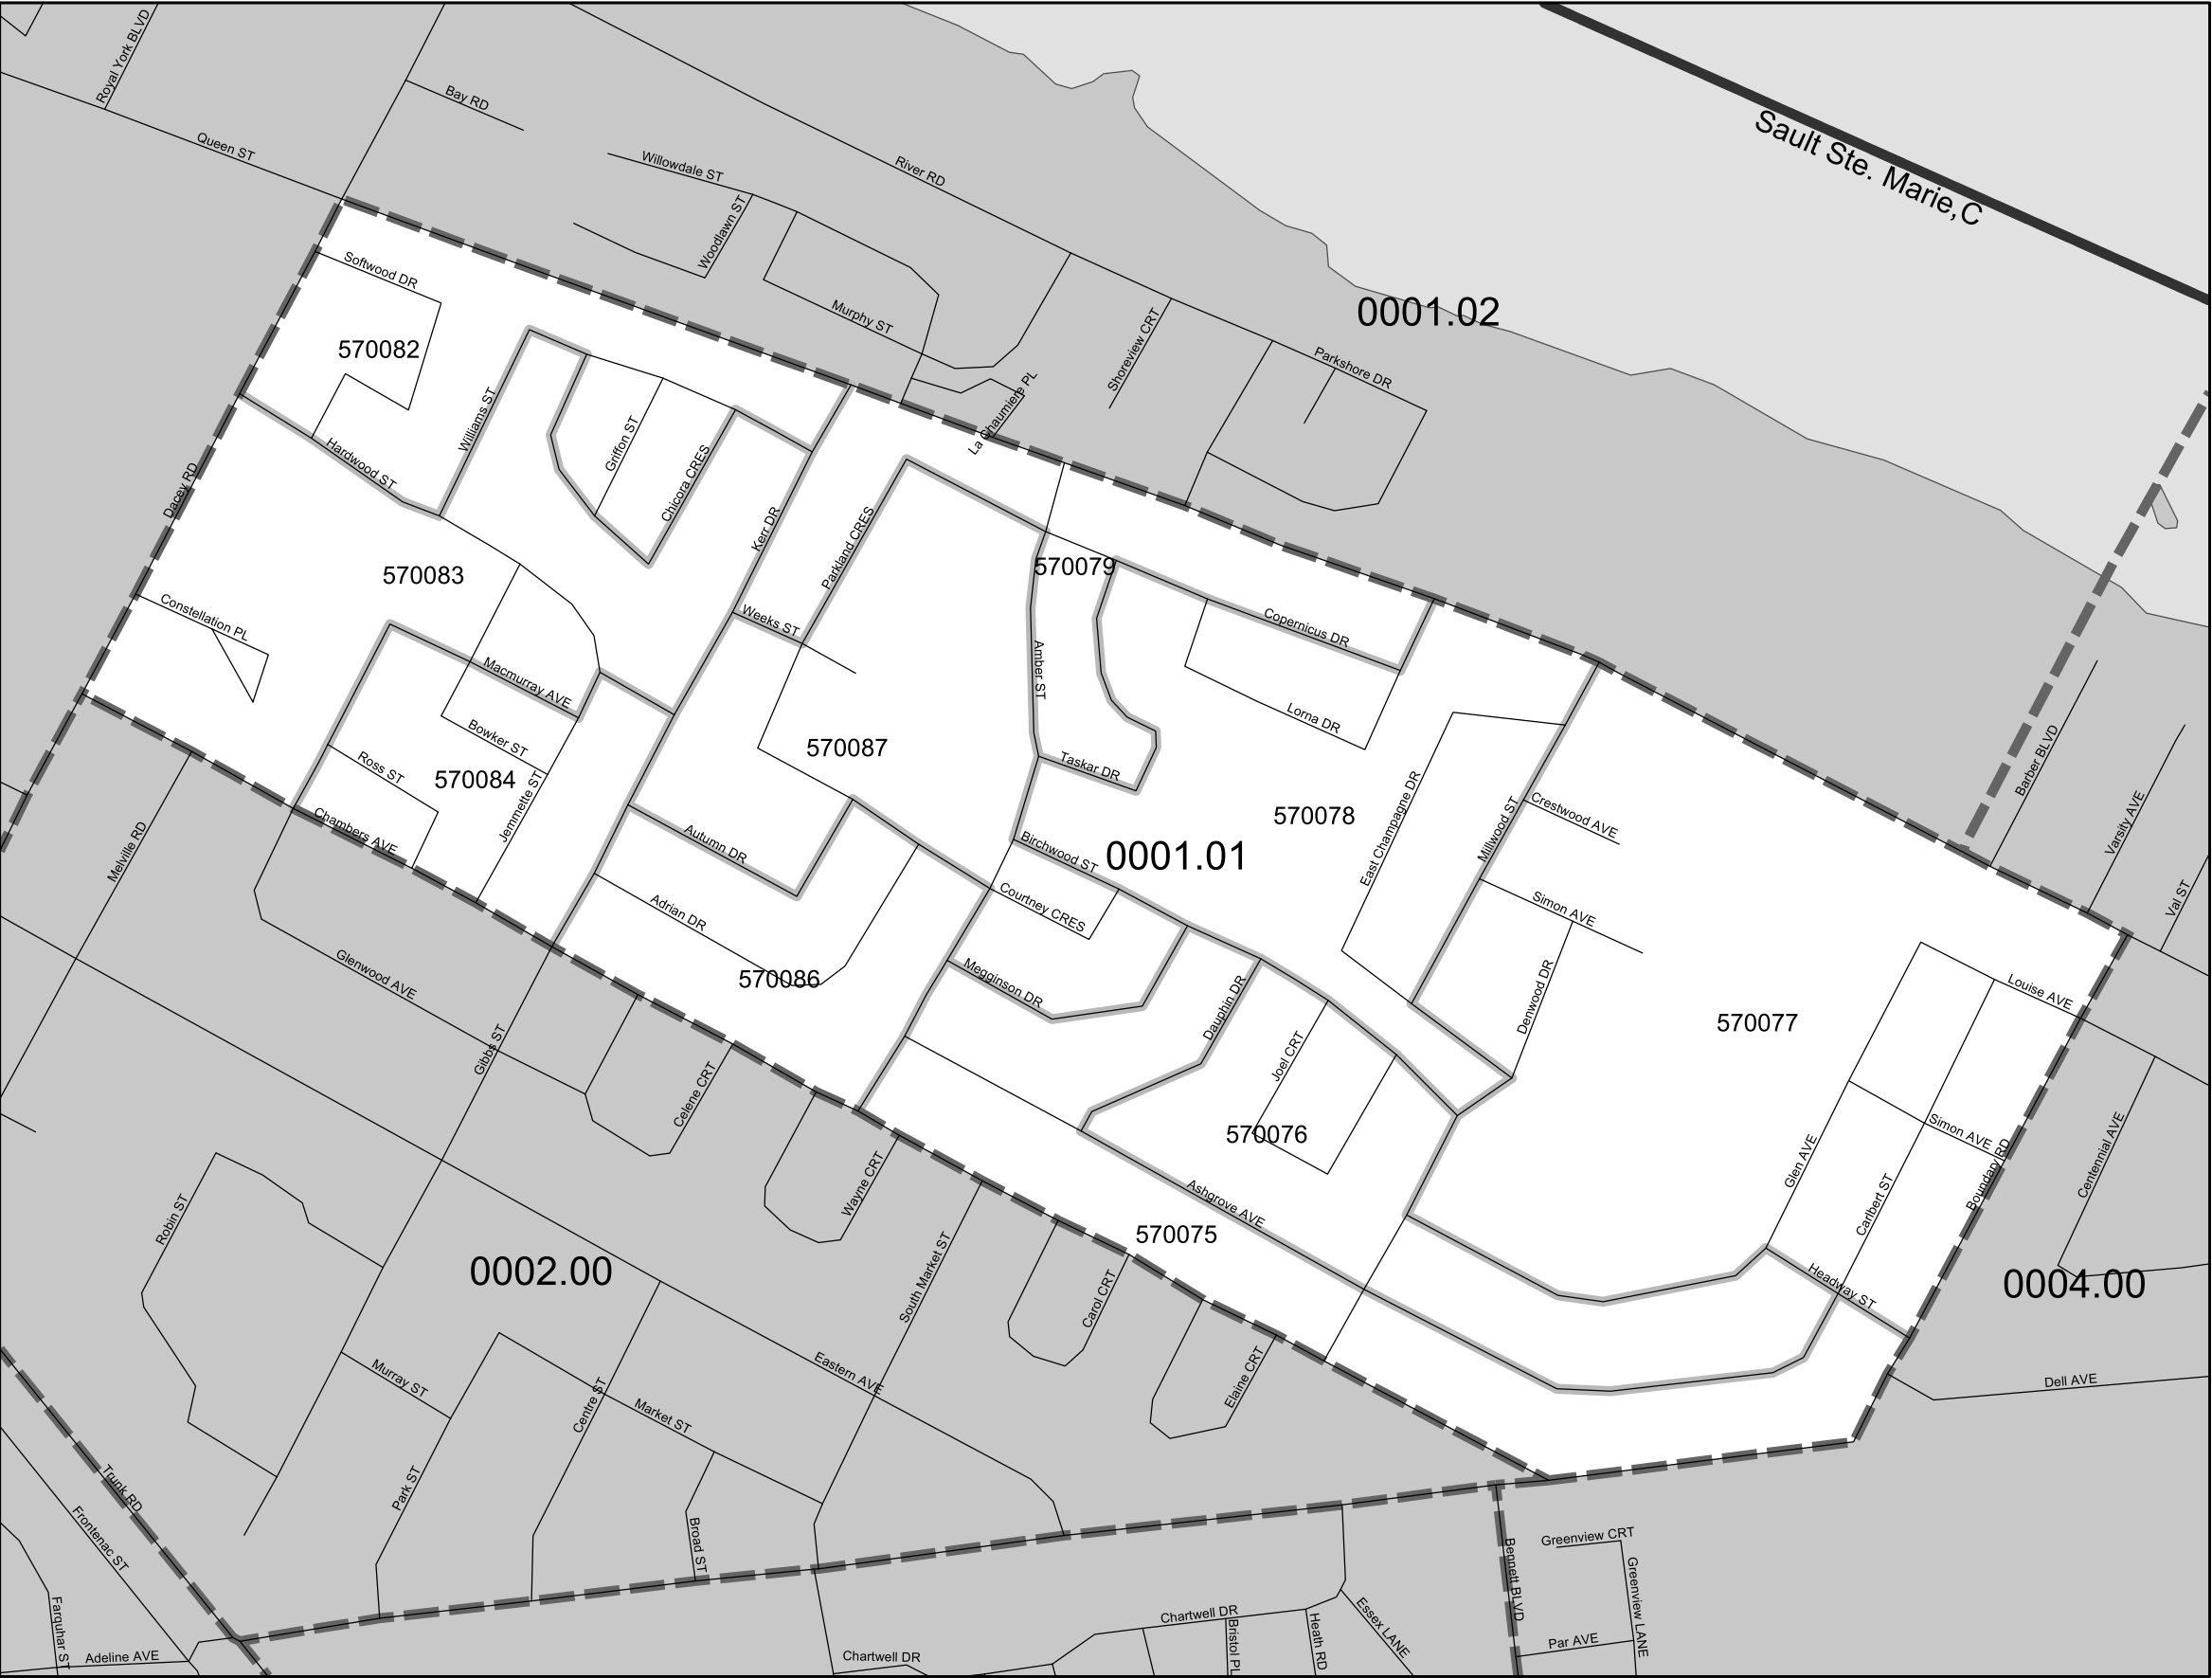 Royal York BLVD
Queen ST
Bay RD
Willowdale ST
Woodlawn ST
River RD
Murphy ST
La Chaumiere PL
Shoreview CRT
Parkshore DR
0001.02
Sault Ste. Marie,C
Softwood DR
570082
Hardwood ST
Williams ST
Griffon ST
Chicora CRES
Kerr DR
Dacey RD
Parkland CRES
570079
Copernicus DR
570083
Constellation PL
Weeks ST
Amber ST
Macmurray AVE
Lorna DR
Bowker ST
Ross ST
570084
570087
Taskar DR
Jemmette ST
Chambers AVE
Autumn DR
Melville RD
570078
East Champagne DR
Millwood ST
Crestwood AVE
Barber BLVD
Varsity AVE
Val ST
Birchwood ST
0001.01
Courtney CRES
Adrian DR
Simon AVE
Glenwood AVE
570086
Megginson DR
Dauphin DR
Denwood DR
570077
Louise AVE
Gibbs ST
Joel CRT
Celene CRT
570076
Simon AVE
Glen AVE
Carlbert ST
Boundary RD
Centennial AVE
Wayne CRT
Robin ST
Ashgrove AVE
570075
0002.00
South Market ST
Carol CRT
Headway ST
0004.00
Elaine CRT
Eastern AVE
Murray ST
Centre ST
Market ST
Dell AVE
Park ST
Trunk RD
Frontenac ST
Broad ST
Bennett BLVD
Greenview CRT
Greenview LANE
Farquhar ST
Adeline AVE
Chartwell DR
Chartwell DR
Bristol PL
Heath RD
Essex LANE
Par AVE